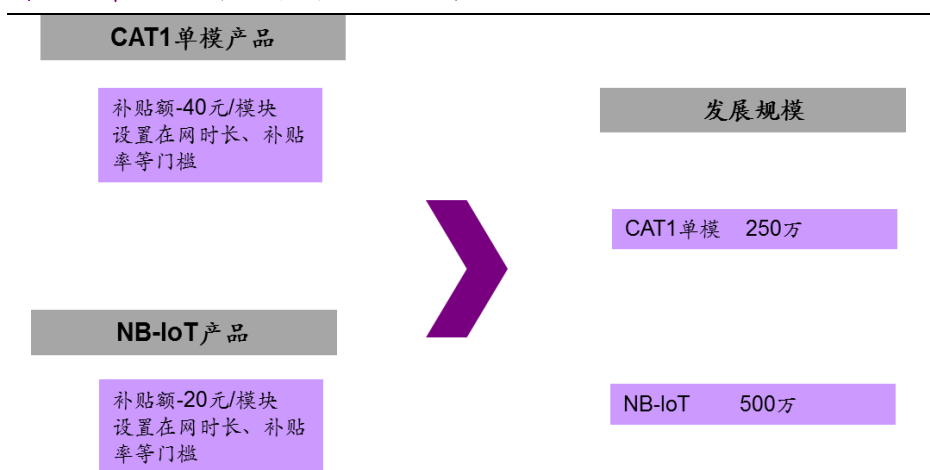 CAT1单模产品
补贴额-40元/模块
设置在网时长、补贴
率等门槛
发展规模
CAT1单模 250万
NB-IoT产品
补贴额-20元/模块
设置在网时长、补贴
率等门槛
NB-IoT 500万